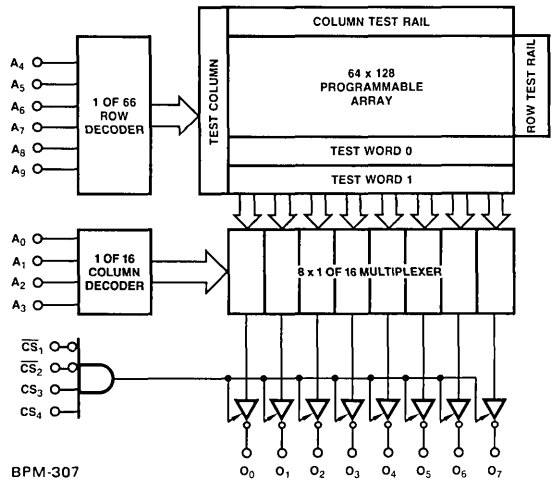 COLUMN TEST RAIL
TEST COLUMN
64 x 128
PROGRAMMABLE
ARRAY
ROW TEST RAIL
TEST WORD 0
TEST WORD 1
A4
A5
A6
A7
A8
A9
1 OF 66
ROW
DECODER
A0
A1
A2
A3
1 OF 16
COLUMN
DECODER
8 x 1 OF 16 MULTIPLEXER
C̅S̅1
C̅S̅2
CS3
CS4
O0 O1 O2 O3 O4 O5 O6 O7
BPM-307